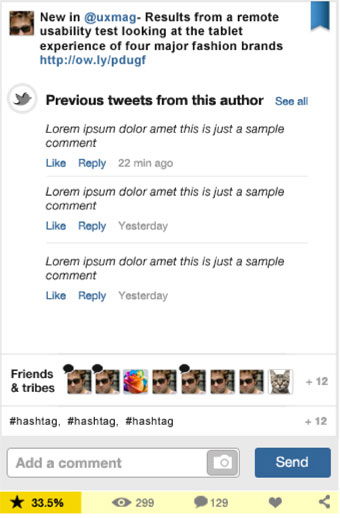 New in @uxmag- Results from a remote
usability test looking at the tablet
experience of four major fashion brands
http://ow.ly/pdugf
Previous tweets from this author See all
Lorem ipsum dolor amet this is just a sample
comment
Like Reply 22 min ago
Lorem ipsum dolor amet this is just a sample
comment
Like Reply Yesterday
Lorem ipsum dolor amet this is just a sample
comment
Like Reply Yesterday
Friends
& tribes
+ 12
#hashtag, #hashtag, #hashtag + 12
Add a comment Send
33.5% 299 129